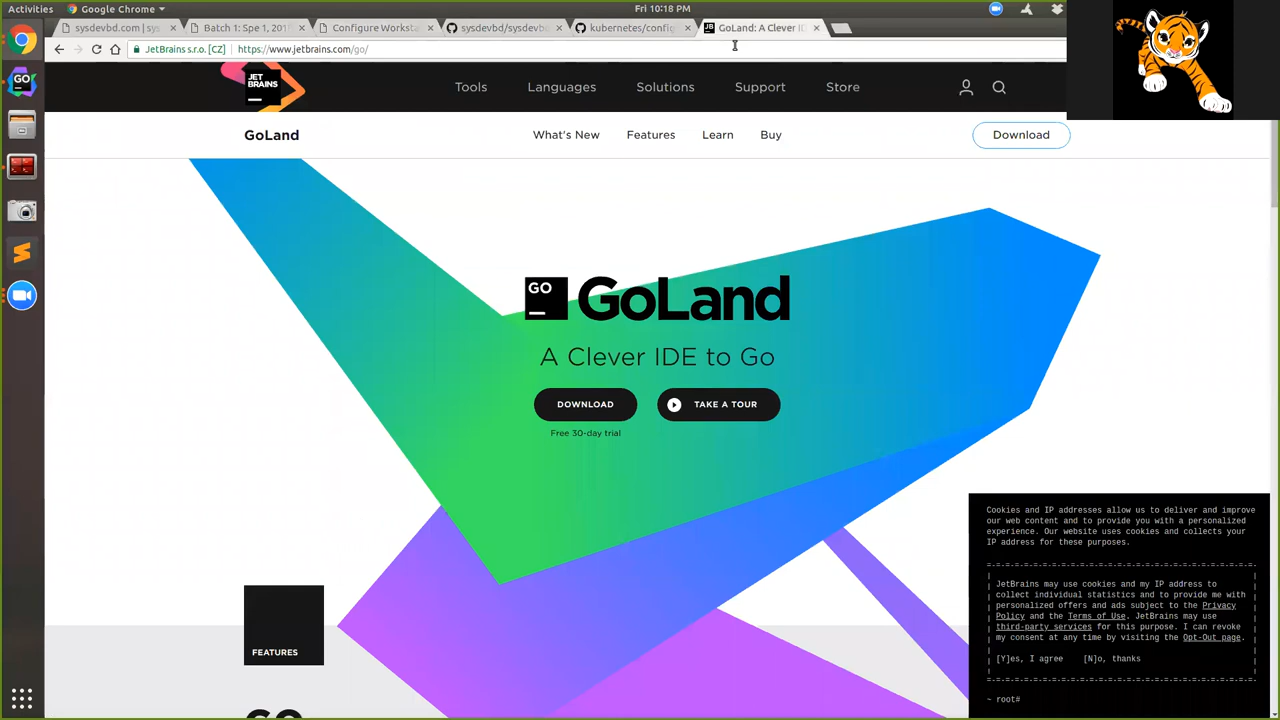 Activities
Google Chrome
Fri 10:18 PM
sysdevbd.com | sys
Batch 1: Spe 1, 201
Configure Worksta
sysdevbd/sysdevb
kubernetes/config
GoLand: A Clever I
JetBrains s.r.o. [CZ]
https://www.jetbrains.com/go/
JET
BRAINS
Tools
Languages
Solutions
Support
Store
GoLand
What's New
Features
Learn
Buy
Download
GO
GoLand
A Clever IDE to Go
DOWNLOAD
TAKE A TOUR
Free 30-day trial
FEATURES
Cookies and IP addresses allow us to deliver and improve
our web content and to provide you with a personalized
experience. Our website uses cookies and collects your
IP address for these purposes.
JetBrains may use cookies and my IP address to
collect individual statistics and to provide me with
personalized offers and ads subject to the Privacy
Policy and the Terms of Use. JetBrains may use
third-party services for this purpose. I can revoke
my consent at any time by visiting the Opt-Out page.
[Y]es, I agree [N]o, thanks
~ root#